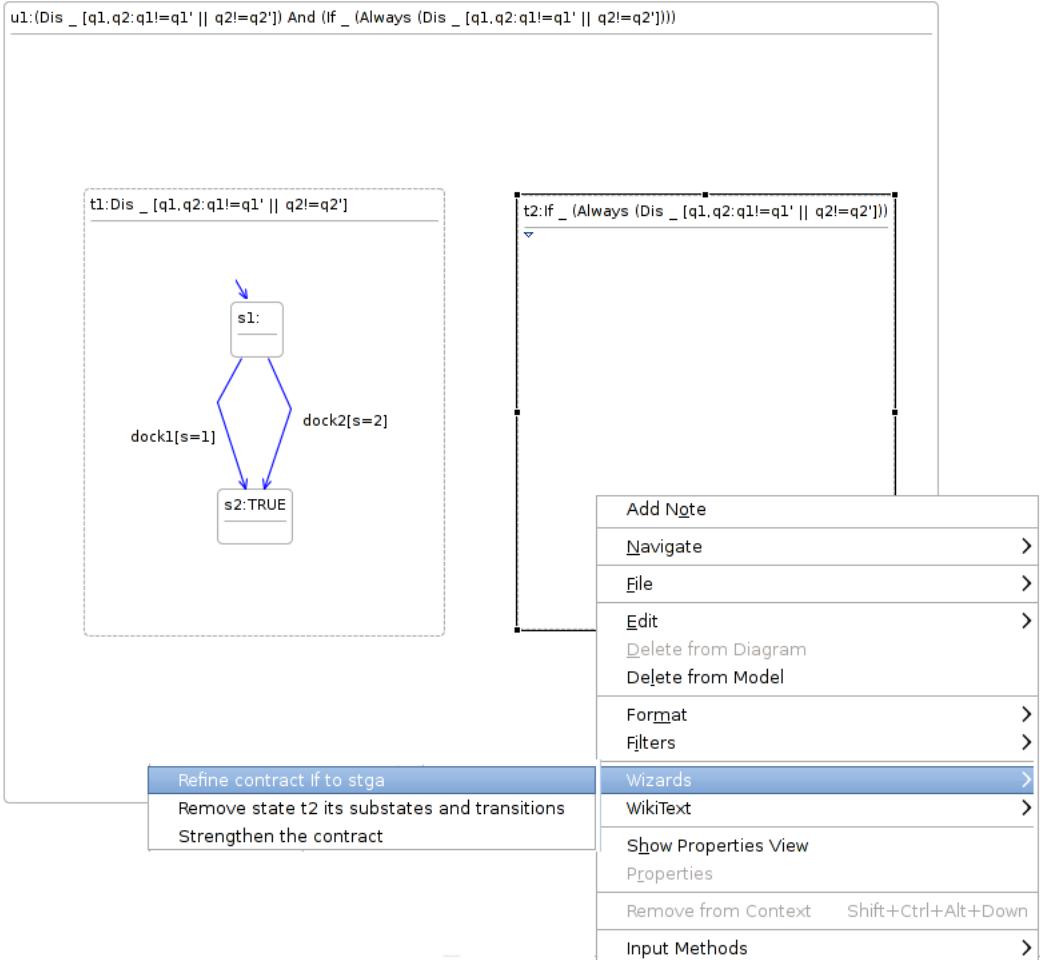 u1:(Dis _ [q1,q2:q1!=q1' || q2!=q2']) And (If _ (Always (Dis _ [q1,q2:q1!=q1' || q2!=q2'])))
t1:Dis _ [q1,q2:q1!=q1' || q2!=q2']
s1:
dock1[s=1]
dock2[s=2]
s2:TRUE
t2:If _ (Always (Dis _ [q1,q2:q1!=q1' || q2!=q2']))
Add Note
Navigate
File
Edit
Delete from Diagram
Delete from Model
Format
Filters
Wizards
WikiText
Show Properties View
Properties
Remove from Context Shift+Ctrl+Alt+Down
Input Methods
Refine contract If to stga
Remove state t2 its substates and transitions
Strengthen the contract